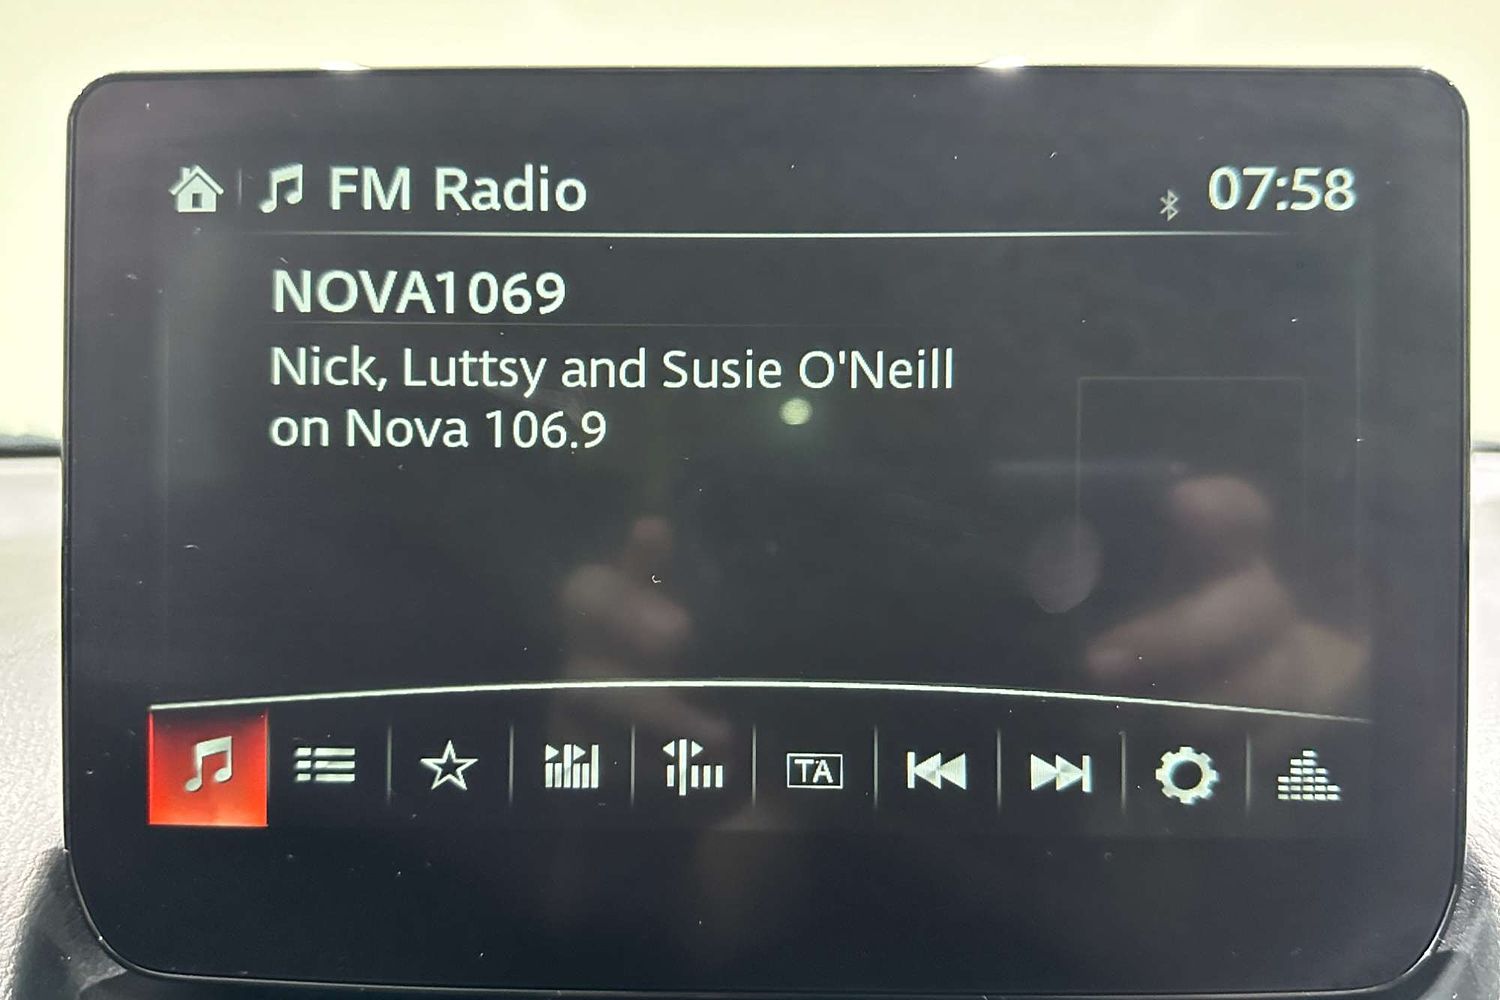 FM Radio
07:58
NOVA1069
Nick, Luttsy and Susie O'Neill
on Nova 106.9
TA